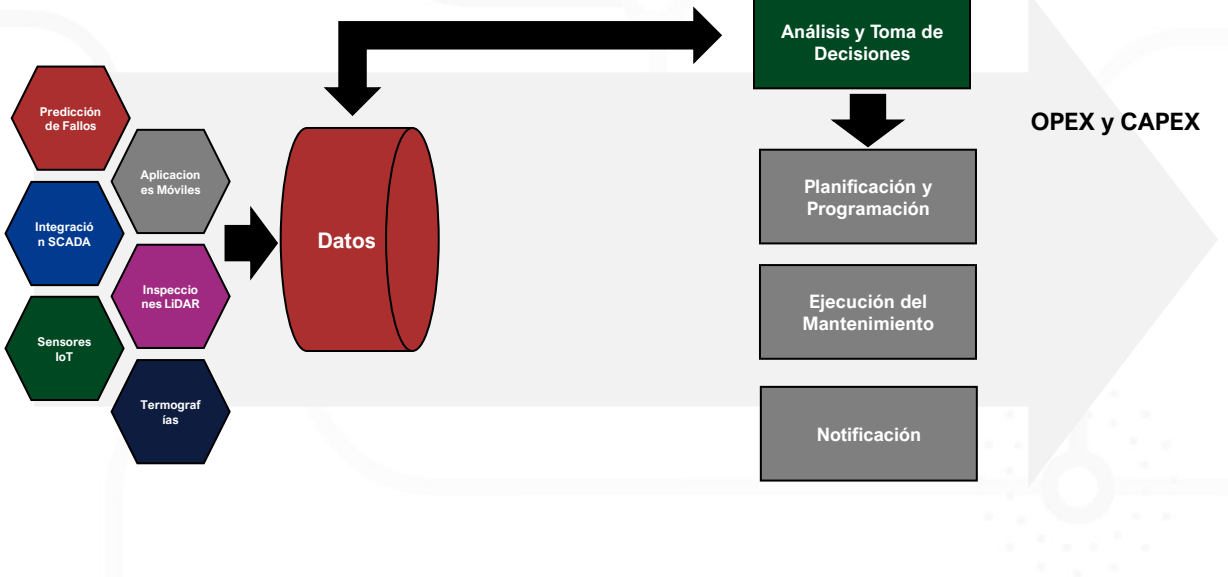 Análisis y Toma de
Decisiones
OPEX y CAPEX
Predicción
de Fallos
Aplicacion
es Móviles
Integració
n SCADA
Inspeccio
nes LiDAR
Sensores
IoT
Termograf
ías
Datos
Planificación y
Programación
Ejecución del
Mantenimiento
Notificación